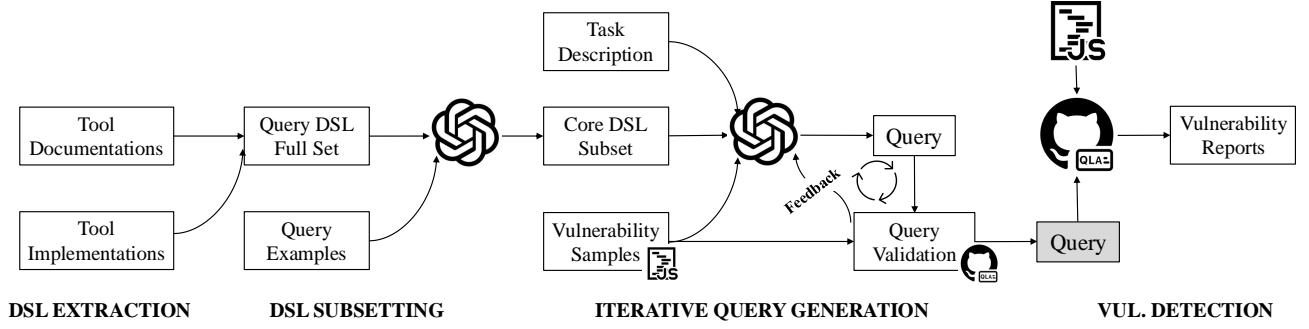 Task
Description
Tool
Documentations
Query DSL
Full Set
Core DSL
Subset
Query
Vulnerability
Reports
JS
QL
Feedback
Tool
Implementations
Query
Examples
Vulnerability
Samples
JS
Query
Validation
QL
Query
DSL EXTRACTION
DSL SUBSETTING
ITERATIVE QUERY GENERATION
VUL. DETECTION